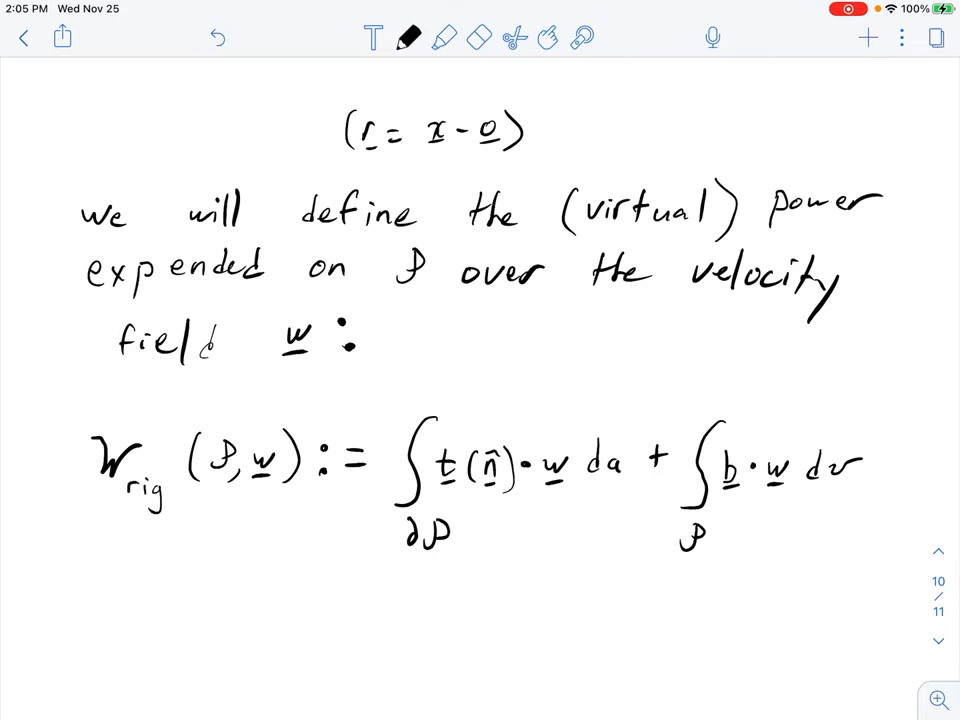 2:05 PM Wed Nov 25 100%
(r̲ = x̲ - o̲)
we will define the (virtual) power
expended on 𝒫 over the velocity
field w̲ :
𝒲_rig (𝒫, w̲) := ∫_∂𝒫 t̲(n̲̂)·w̲ da + ∫_𝒫 b̲·w̲ dv
10
/
11